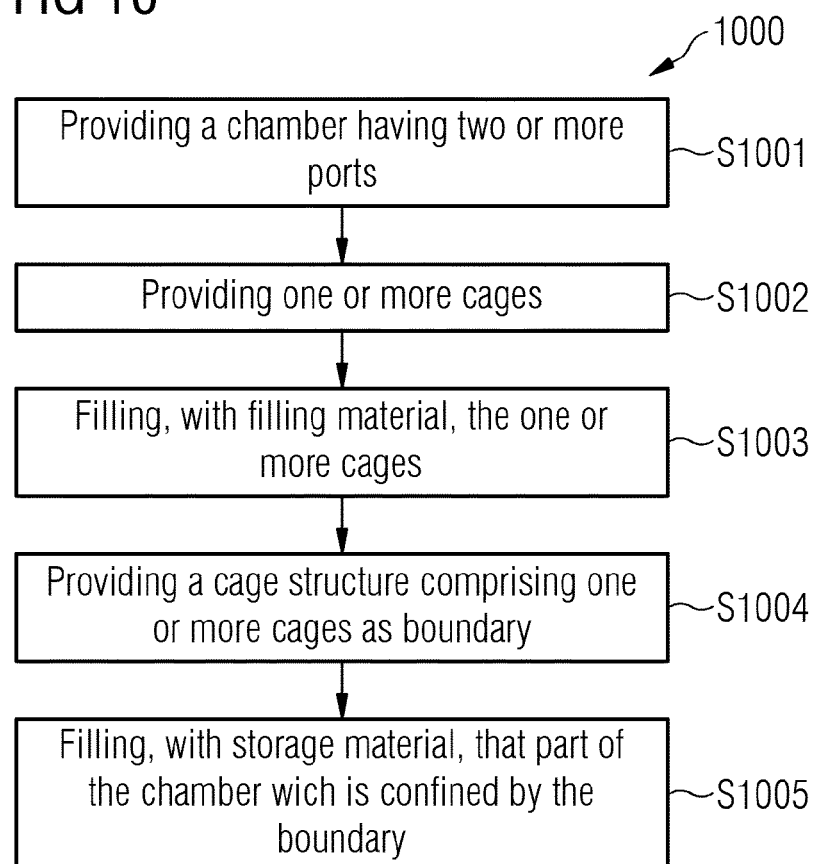 FIG 10
1000
Providing a chamber having two or more
ports
S1001
Providing one or more cages
S1002
Filling, with filling material, the one or
more cages
S1003
Providing a cage structure comprising one
or more cages as boundary
S1004
Filling, with storage material, that part of
the chamber wich is confined by the
boundary
S1005